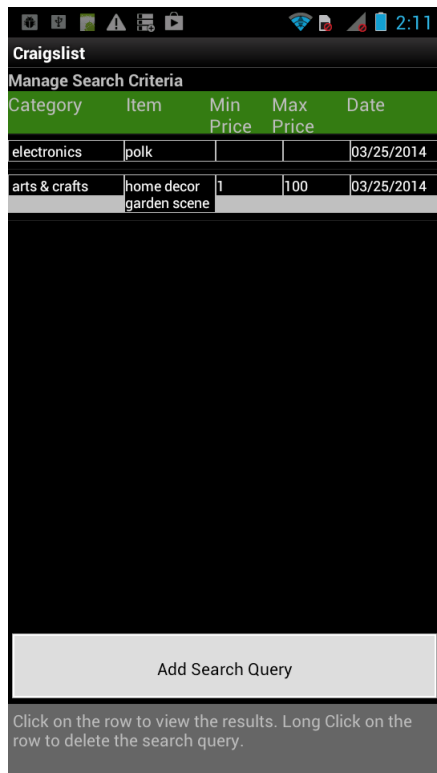 2:11
Craigslist
Manage Search Criteria
Category Item Min Price Max Price Date
electronics polk 03/25/2014
arts & crafts home decor garden scene 1 100 03/25/2014
Add Search Query
Click on the row to view the results. Long Click on the
row to delete the search query.